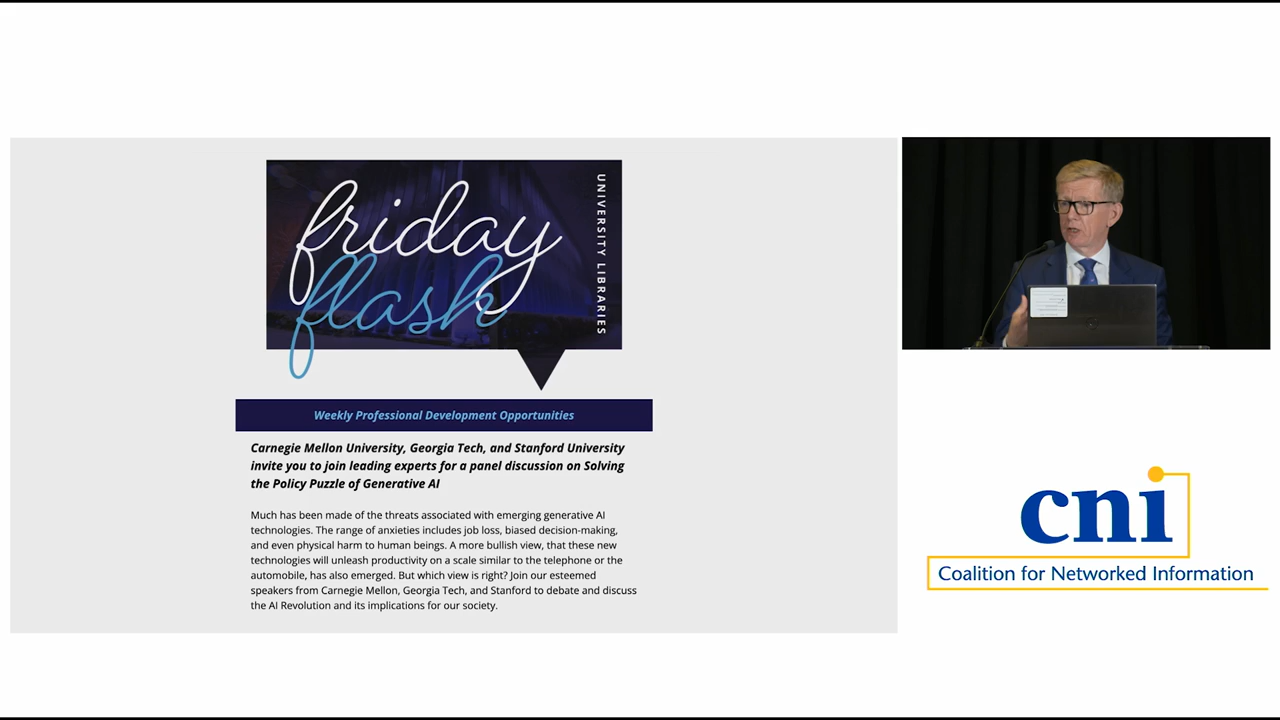 friday
flash
UNIVERSITY LIBRARIES
Weekly Professional Development Opportunities
Carnegie Mellon University, Georgia Tech, and Stanford University
invite you to join leading experts for a panel discussion on Solving
the Policy Puzzle of Generative AI
Much has been made of the threats associated with emerging generative AI
technologies. The range of anxieties includes job loss, biased decision-making,
and even physical harm to human beings. A more bullish view, that these new
technologies will unleash productivity on a scale similar to the telephone or the
automobile, has also emerged. But which view is right? Join our esteemed
speakers from Carnegie Mellon, Georgia Tech, and Stanford to debate and discuss
the AI Revolution and its implications for our society.
cni
Coalition for Networked Information